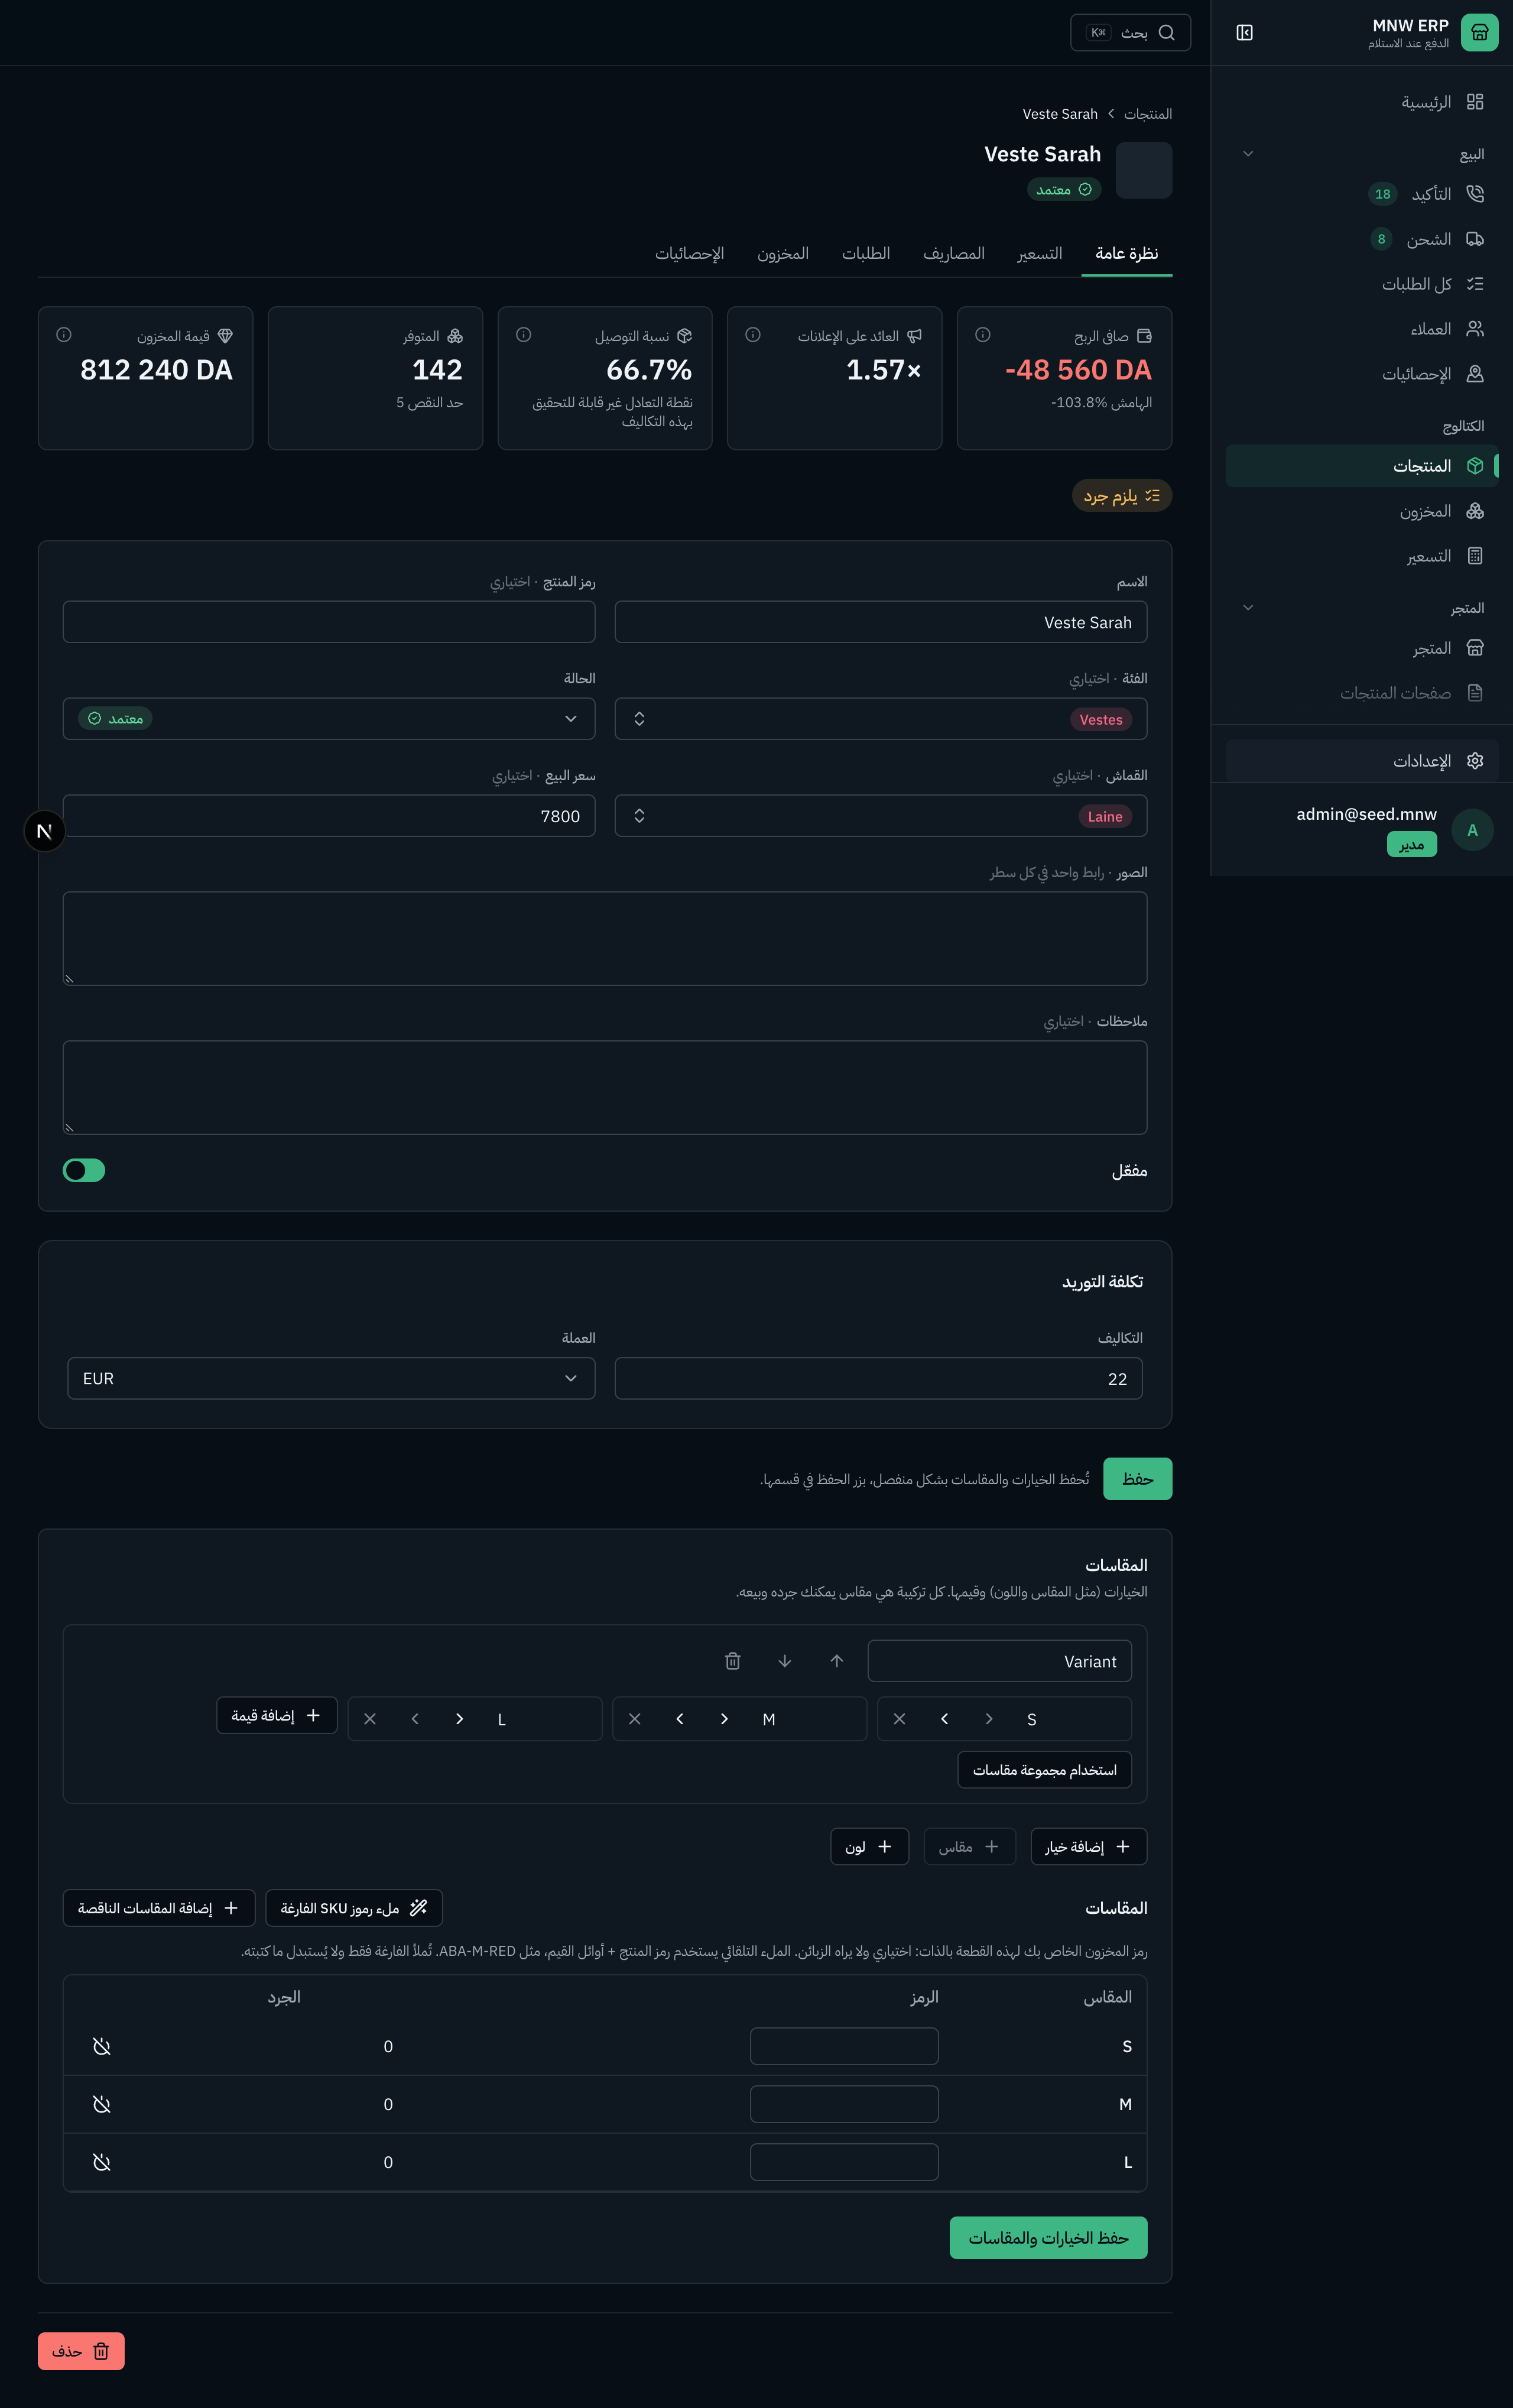 MNW ERP
الدفع عند الاستلام
بحث
⌘K
الرئيسية
البيع
التأكيد 18
الشحن 8
كل الطلبات
العملاء
الإحصائيات
الكتالوج
المنتجات
المخزون
التسعير
المتجر
المتجر
صفحات المنتجات
الإعدادات
A
admin@seed.mnw
مدير
المنتجات
Veste Sarah
Veste Sarah
معتمد
نظرة عامة
التسعير
المصاريف
الطلبات
المخزون
الإحصائيات
صافي الربح
-48 560 DA
الهامش -103.8%
العائد على الإعلانات
1.57×
نسبة التوصيل
66.7%
نقطة التعادل غير قابلة للتحقيق
بهذه التكاليف
المتوفر
142
حد النقص 5
قيمة المخزون
812 240 DA
يلزم جرد
الاسم
Veste Sarah
رمز المنتج · اختياري
الفئة · اختياري
Vestes
الحالة
معتمد
القماش · اختياري
Laine
سعر البيع · اختياري
7800
N
الصور · رابط واحد في كل سطر
ملاحظات · اختياري
مفعّل
تكلفة التوريد
التكاليف
22
العملة
EUR
حفظ
تُحفظ الخيارات والمقاسات بشكل منفصل، بزر الحفظ في قسمها.
المقاسات
الخيارات (مثل المقاس واللون) وقيمها. كل تركيبة هي مقاس يمكنك جرده وبيعه.
Variant
S
M
L
إضافة قيمة
استخدام مجموعة مقاسات
إضافة خيار
مقاس
لون
المقاسات
ملء رموز SKU الفارغة
إضافة المقاسات الناقصة
رمز المخزون الخاص بك لهذه القطعة بالذات: اختياري ولا يراه الزبائن. الملء التلقائي يستخدم رمز المنتج + أوائل القيم، مثل ABA-M-RED. تُملأ الفارغة فقط ولا يُستبدل ما كتبته.
المقاس الرمز الجرد
S 0
M 0
L 0
حفظ الخيارات والمقاسات
حذف